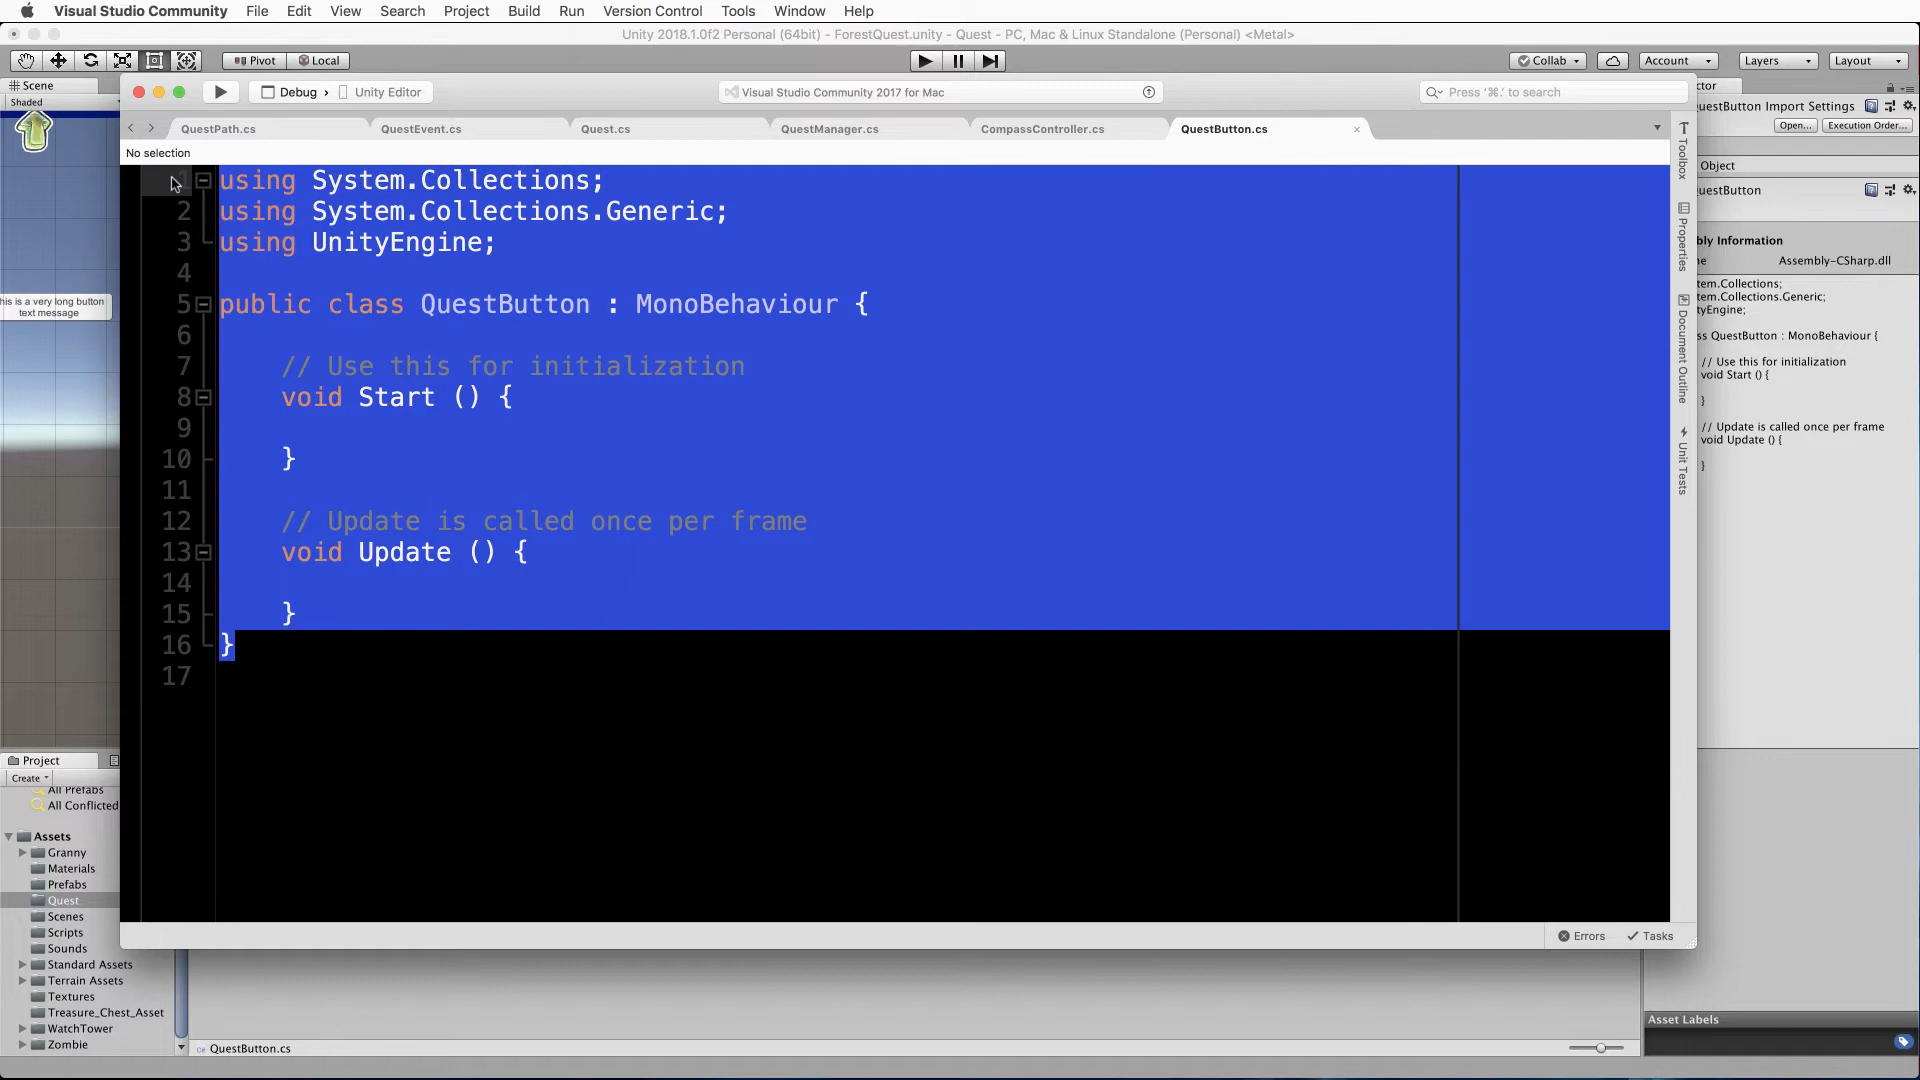 Visual Studio Community File Edit View Search Project Build Run Version Control Tools Window Help
Unity 2018.1.0f2 Personal (64bit) - ForestQuest.unity - Quest - PC, Mac & Linux Standalone (Personal) <Metal>
Pivot Local Collab Account Layers Layout
Scene
Shaded
Debug Unity Editor Visual Studio Community 2017 for Mac Press '⌘.' to search
QuestPath.cs QuestEvent.cs Quest.cs QuestManager.cs CompassController.cs QuestButton.cs
No selection
1 using System.Collections;
2 using System.Collections.Generic;
3 using UnityEngine;
4
5 public class QuestButton : MonoBehaviour {
6
7 // Use this for initialization
8 void Start () {
9
10 }
11
12 // Update is called once per frame
13 void Update () {
14
15 }
16 }
17
Errors Tasks
Toolbox
Properties
Document Outline
Unit Tests
ctor
uestButton Import Settings
Open... Execution Order...
Object
uestButton
bly Information
ne Assembly-CSharp.dll
tem.Collections;
tem.Collections.Generic;
tyEngine;
ss QuestButton : MonoBehaviour {
// Use this for initialization
void Start () {
}
// Update is called once per frame
void Update () {
}
his is a very long button
text message
Project
Create
All Prefabs
All Conflicted
Assets
Granny
Materials
Prefabs
Quest
Scenes
Scripts
Sounds
Standard Assets
Terrain Assets
Textures
Treasure_Chest_Asset
WatchTower
Zombie
QuestButton.cs
Asset Labels